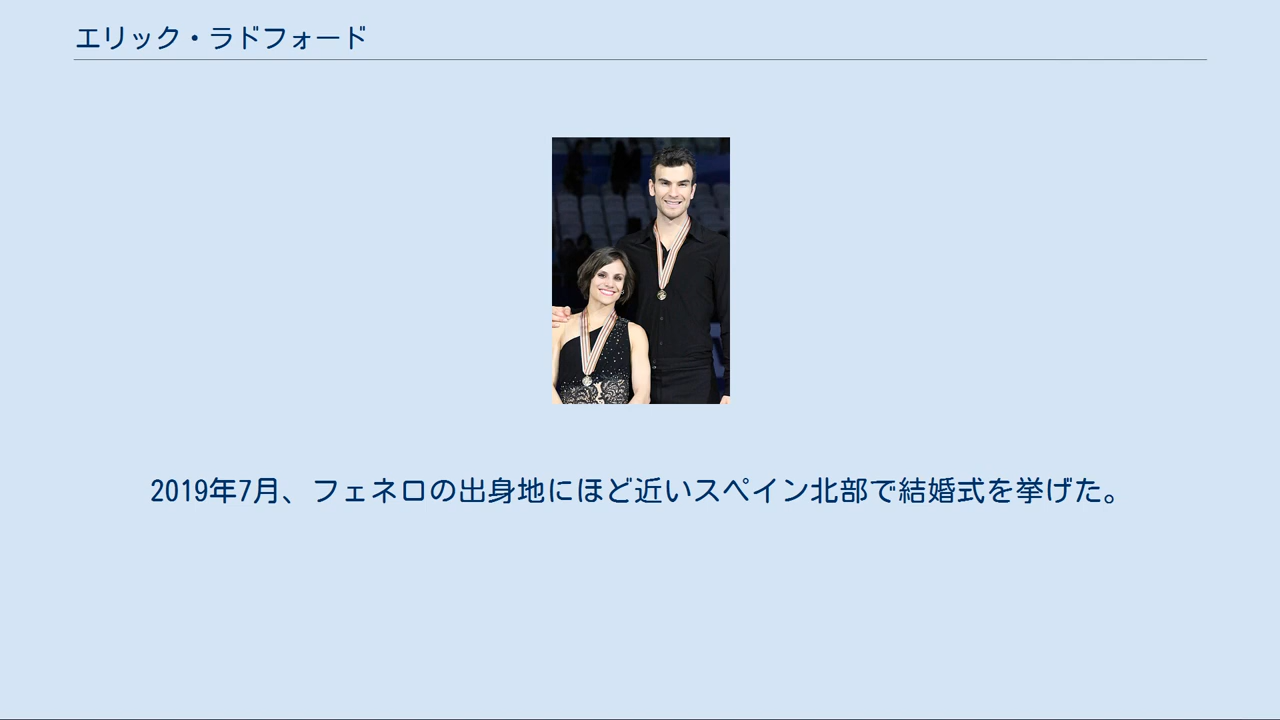 エリック・ラドフォード
2019年7月、フェネロの出身地にほど近いスペイン北部で結婚式を挙げた。